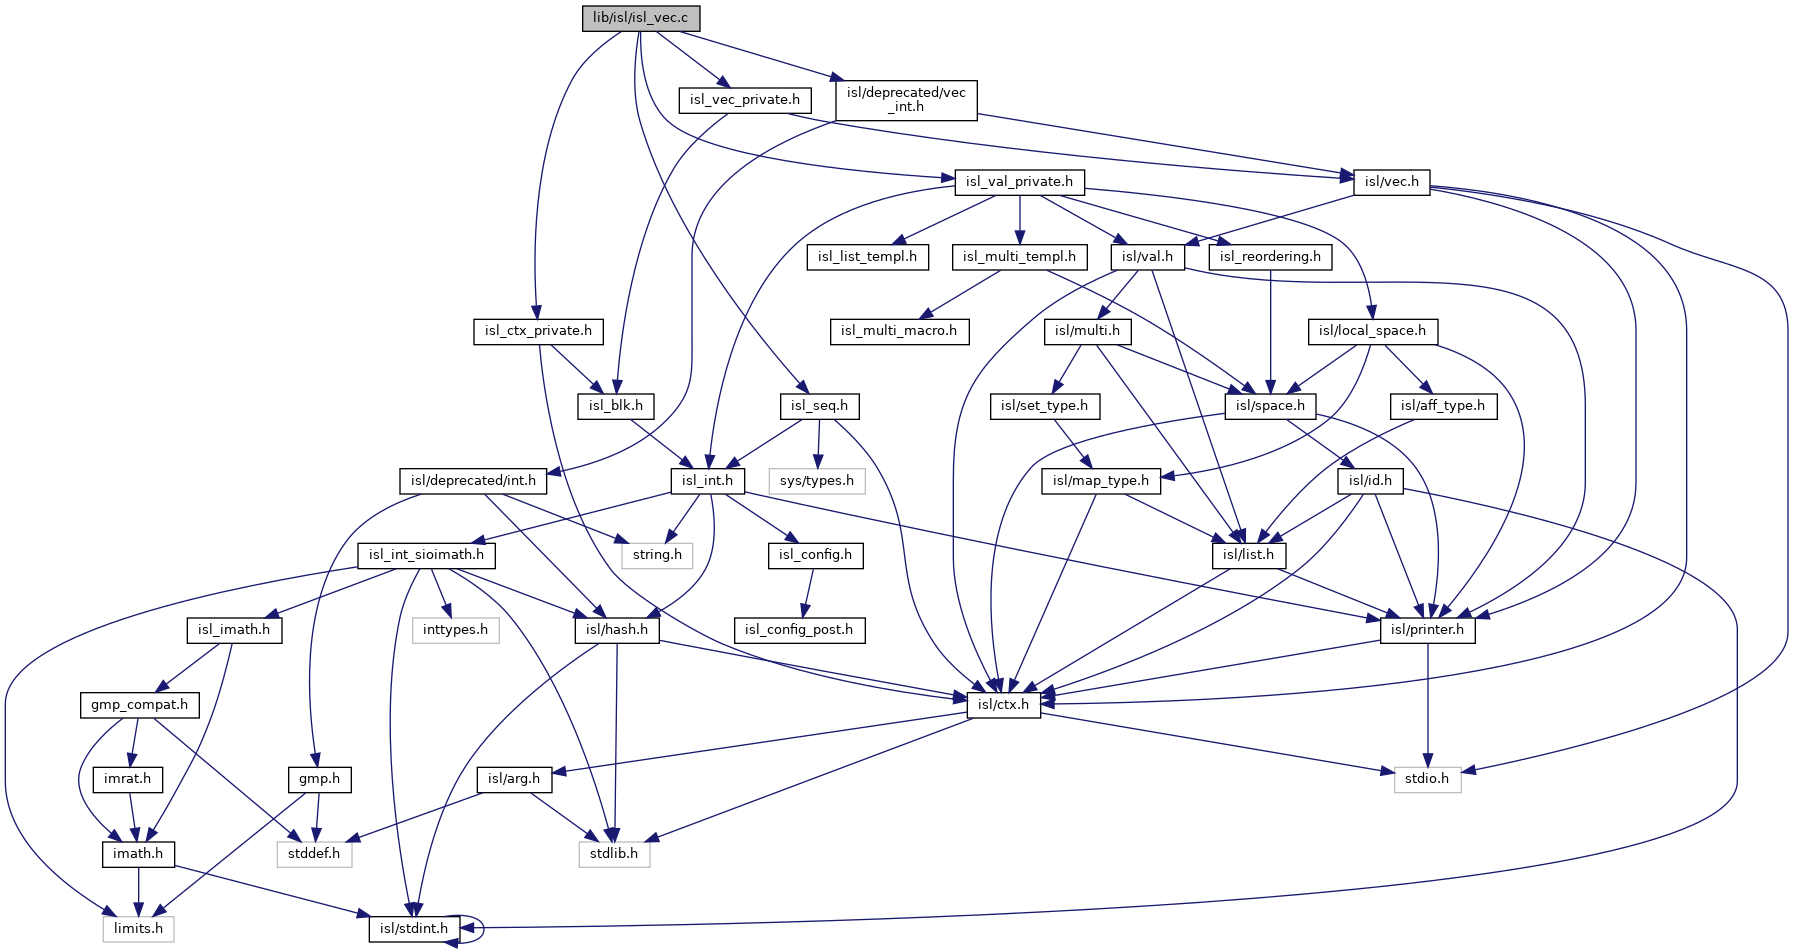 lib/isl/isl_vec.c
isl_vec_private.h
isl/deprecated/vec
_int.h
isl_val_private.h
isl/vec.h
isl_list_templ.h
isl_multi_templ.h
isl/val.h
isl_reordering.h
isl_ctx_private.h
isl_multi_macro.h
isl/multi.h
isl/local_space.h
isl_blk.h
isl_seq.h
isl/set_type.h
isl/space.h
isl/aff_type.h
isl/deprecated/int.h
isl_int.h
sys/types.h
isl/map_type.h
isl/id.h
isl_int_sioimath.h
string.h
isl_config.h
isl/list.h
isl_imath.h
inttypes.h
isl/hash.h
isl_config_post.h
isl/printer.h
gmp_compat.h
isl/ctx.h
imrat.h
gmp.h
isl/arg.h
stdio.h
imath.h
stddef.h
stdlib.h
limits.h
isl/stdint.h